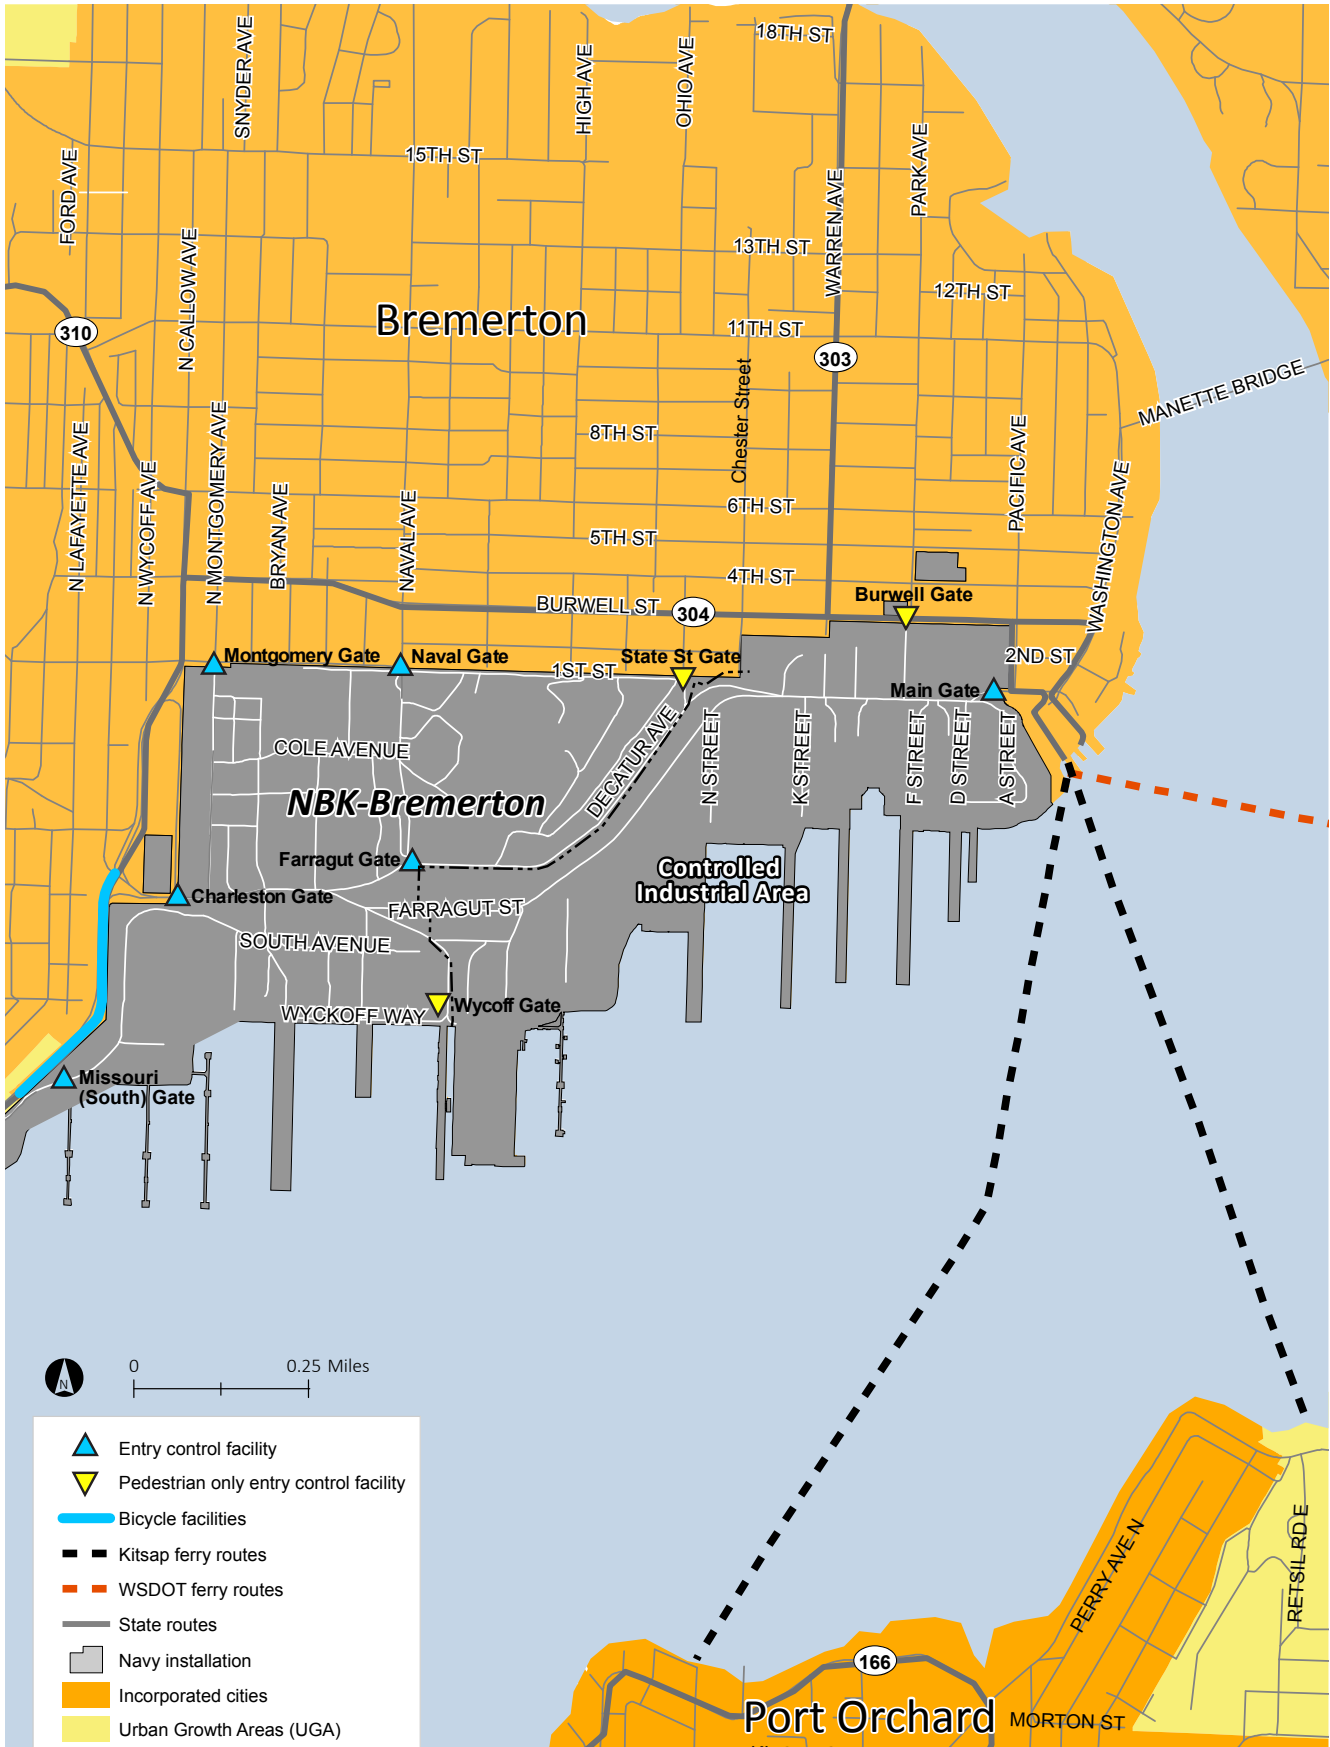 18TH ST
SNYDER AVE
HIGH AVE
OHIO AVE
15TH ST
FORD AVE
PARK AVE
WARREN AVE
N CALLOW AVE
13TH ST
12TH ST
310
Bremerton
11TH ST
303
Chester Street
MANETTE BRIDGE
N LAFAYETTE AVE
N WYCOFF AVE
N MONTGOMERY AVE
BRYAN AVE
NAVAL AVE
8TH ST
PACIFIC AVE
WASHINGTON AVE
6TH ST
5TH ST
4TH ST
Burwell Gate
BURWELL ST
304
Montgomery Gate
Naval Gate
State St Gate
2ND ST
1ST ST
Main Gate
COLE AVENUE
DECATUR AVE
N STREET
K STREET
F STREET
D STREET
A STREET
NBK-Bremerton
Farragut Gate
Controlled
Industrial Area
Charleston Gate
FARRAGUT ST
SOUTH AVENUE
WYCKOFF WAY
Wycoff Gate
Missouri
(South) Gate
N
0
0.25 Miles
Entry control facility
Pedestrian only entry control facility
Bicycle facilities
Kitsap ferry routes
WSDOT ferry routes
State routes
Navy installation
Incorporated cities
Urban Growth Areas (UGA)
PERRY AVE N
RETSIL RD E
166
Port Orchard
MORTON ST